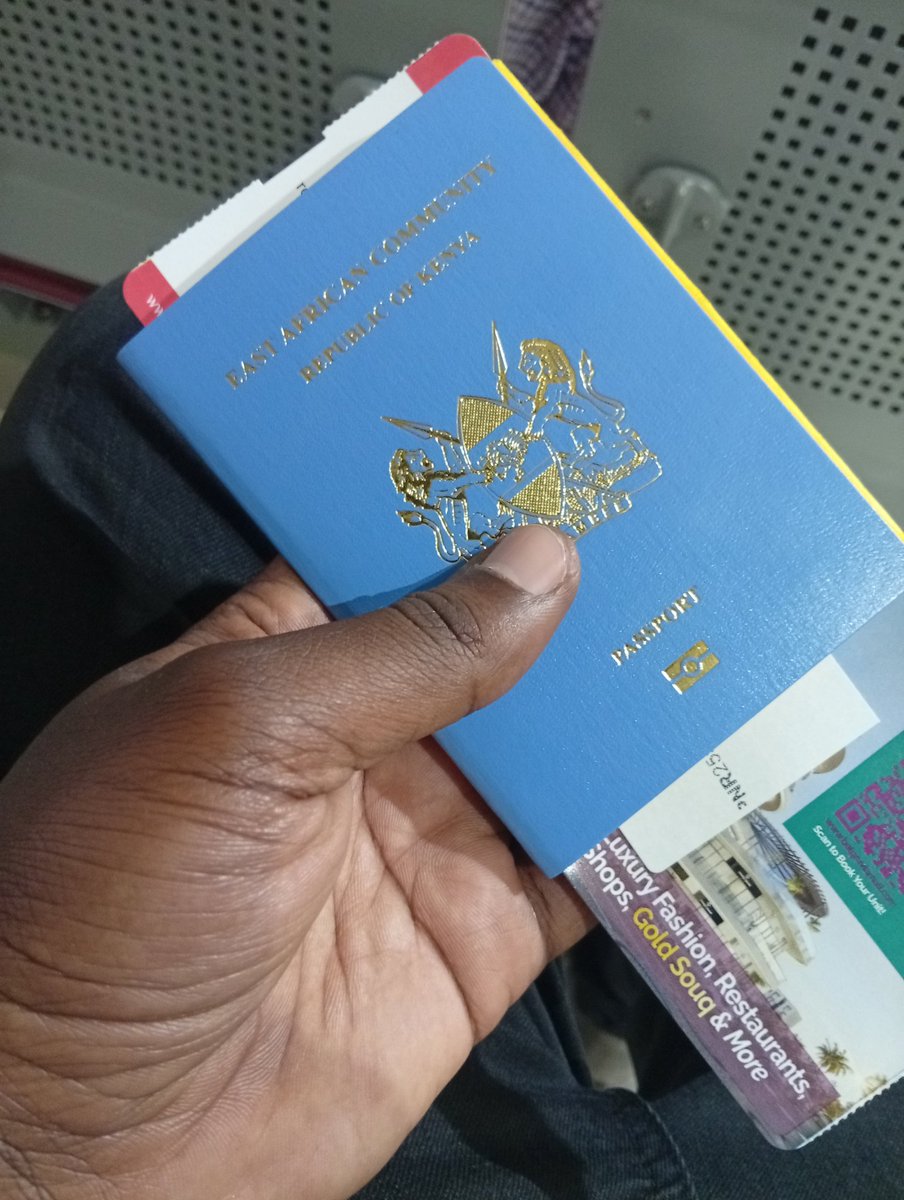 EAST AFRICAN COMMUNITY
REPUBLIC OF KENYA
PASSPORT
Luxury Fashion, Restaurants,
Shops, Gold Souq & More
Scan to Book Your Unit!